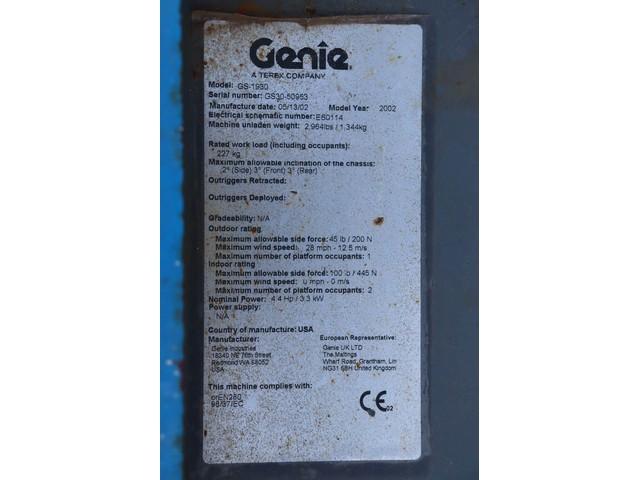 Genie
A TEREX COMPANY
Model: GS-1930
Serial number: GS30-50953
Manufacture date: 05/13/02 Model Year: 2002
Electrical schematic number: ES0114
Machine unladen weight: 2,964lbs / 1,344kg
Rated work load (including occupants):
227 kg
Maximum allowable inclination of the chassis:
2° (Side) 3° (Front) 3° (Rear)
Outriggers Retracted:
Outriggers Deployed:
Gradeability: N/A
Outdoor rating
Maximum allowable side force: 45 lb / 200 N
Maximum wind speed: 28 mph - 12.5 m/s
Maximum number of platform occupants: 1
Indoor rating
Maximum allowable side force: 100 lb / 445 N
Maximum wind speed: 0 mph - 0 m/s
Maximum number of platform occupants: 2
Nominal Power: 4.4 Hp / 3.3 kW
Power supply:
N/A
Country of manufacture: USA
Manufacturer: European Representative:
Genie Industries Genie UK LTD
18340 NE 76th Street The Maltings
Redmond WA 98052 Wharf Road, Grantham, Lin
USA NG31 6BH United Kingdom
This machine complies with:
prEN280
98/37/EC
CE 02